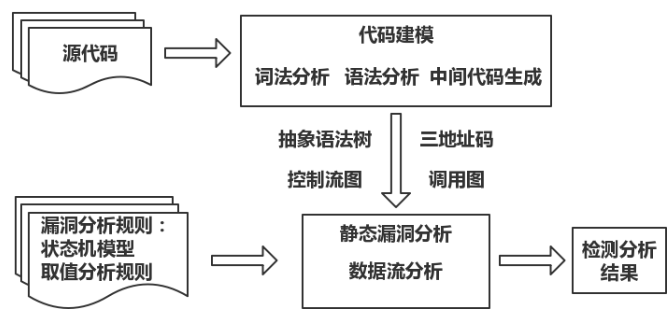 源代码
代码建模
词法分析 语法分析 中间代码生成
抽象语法树 三地址码
控制流图 调用图
漏洞分析规则：
状态机模型
取值分析规则
静态漏洞分析
数据流分析
检测分析
结果